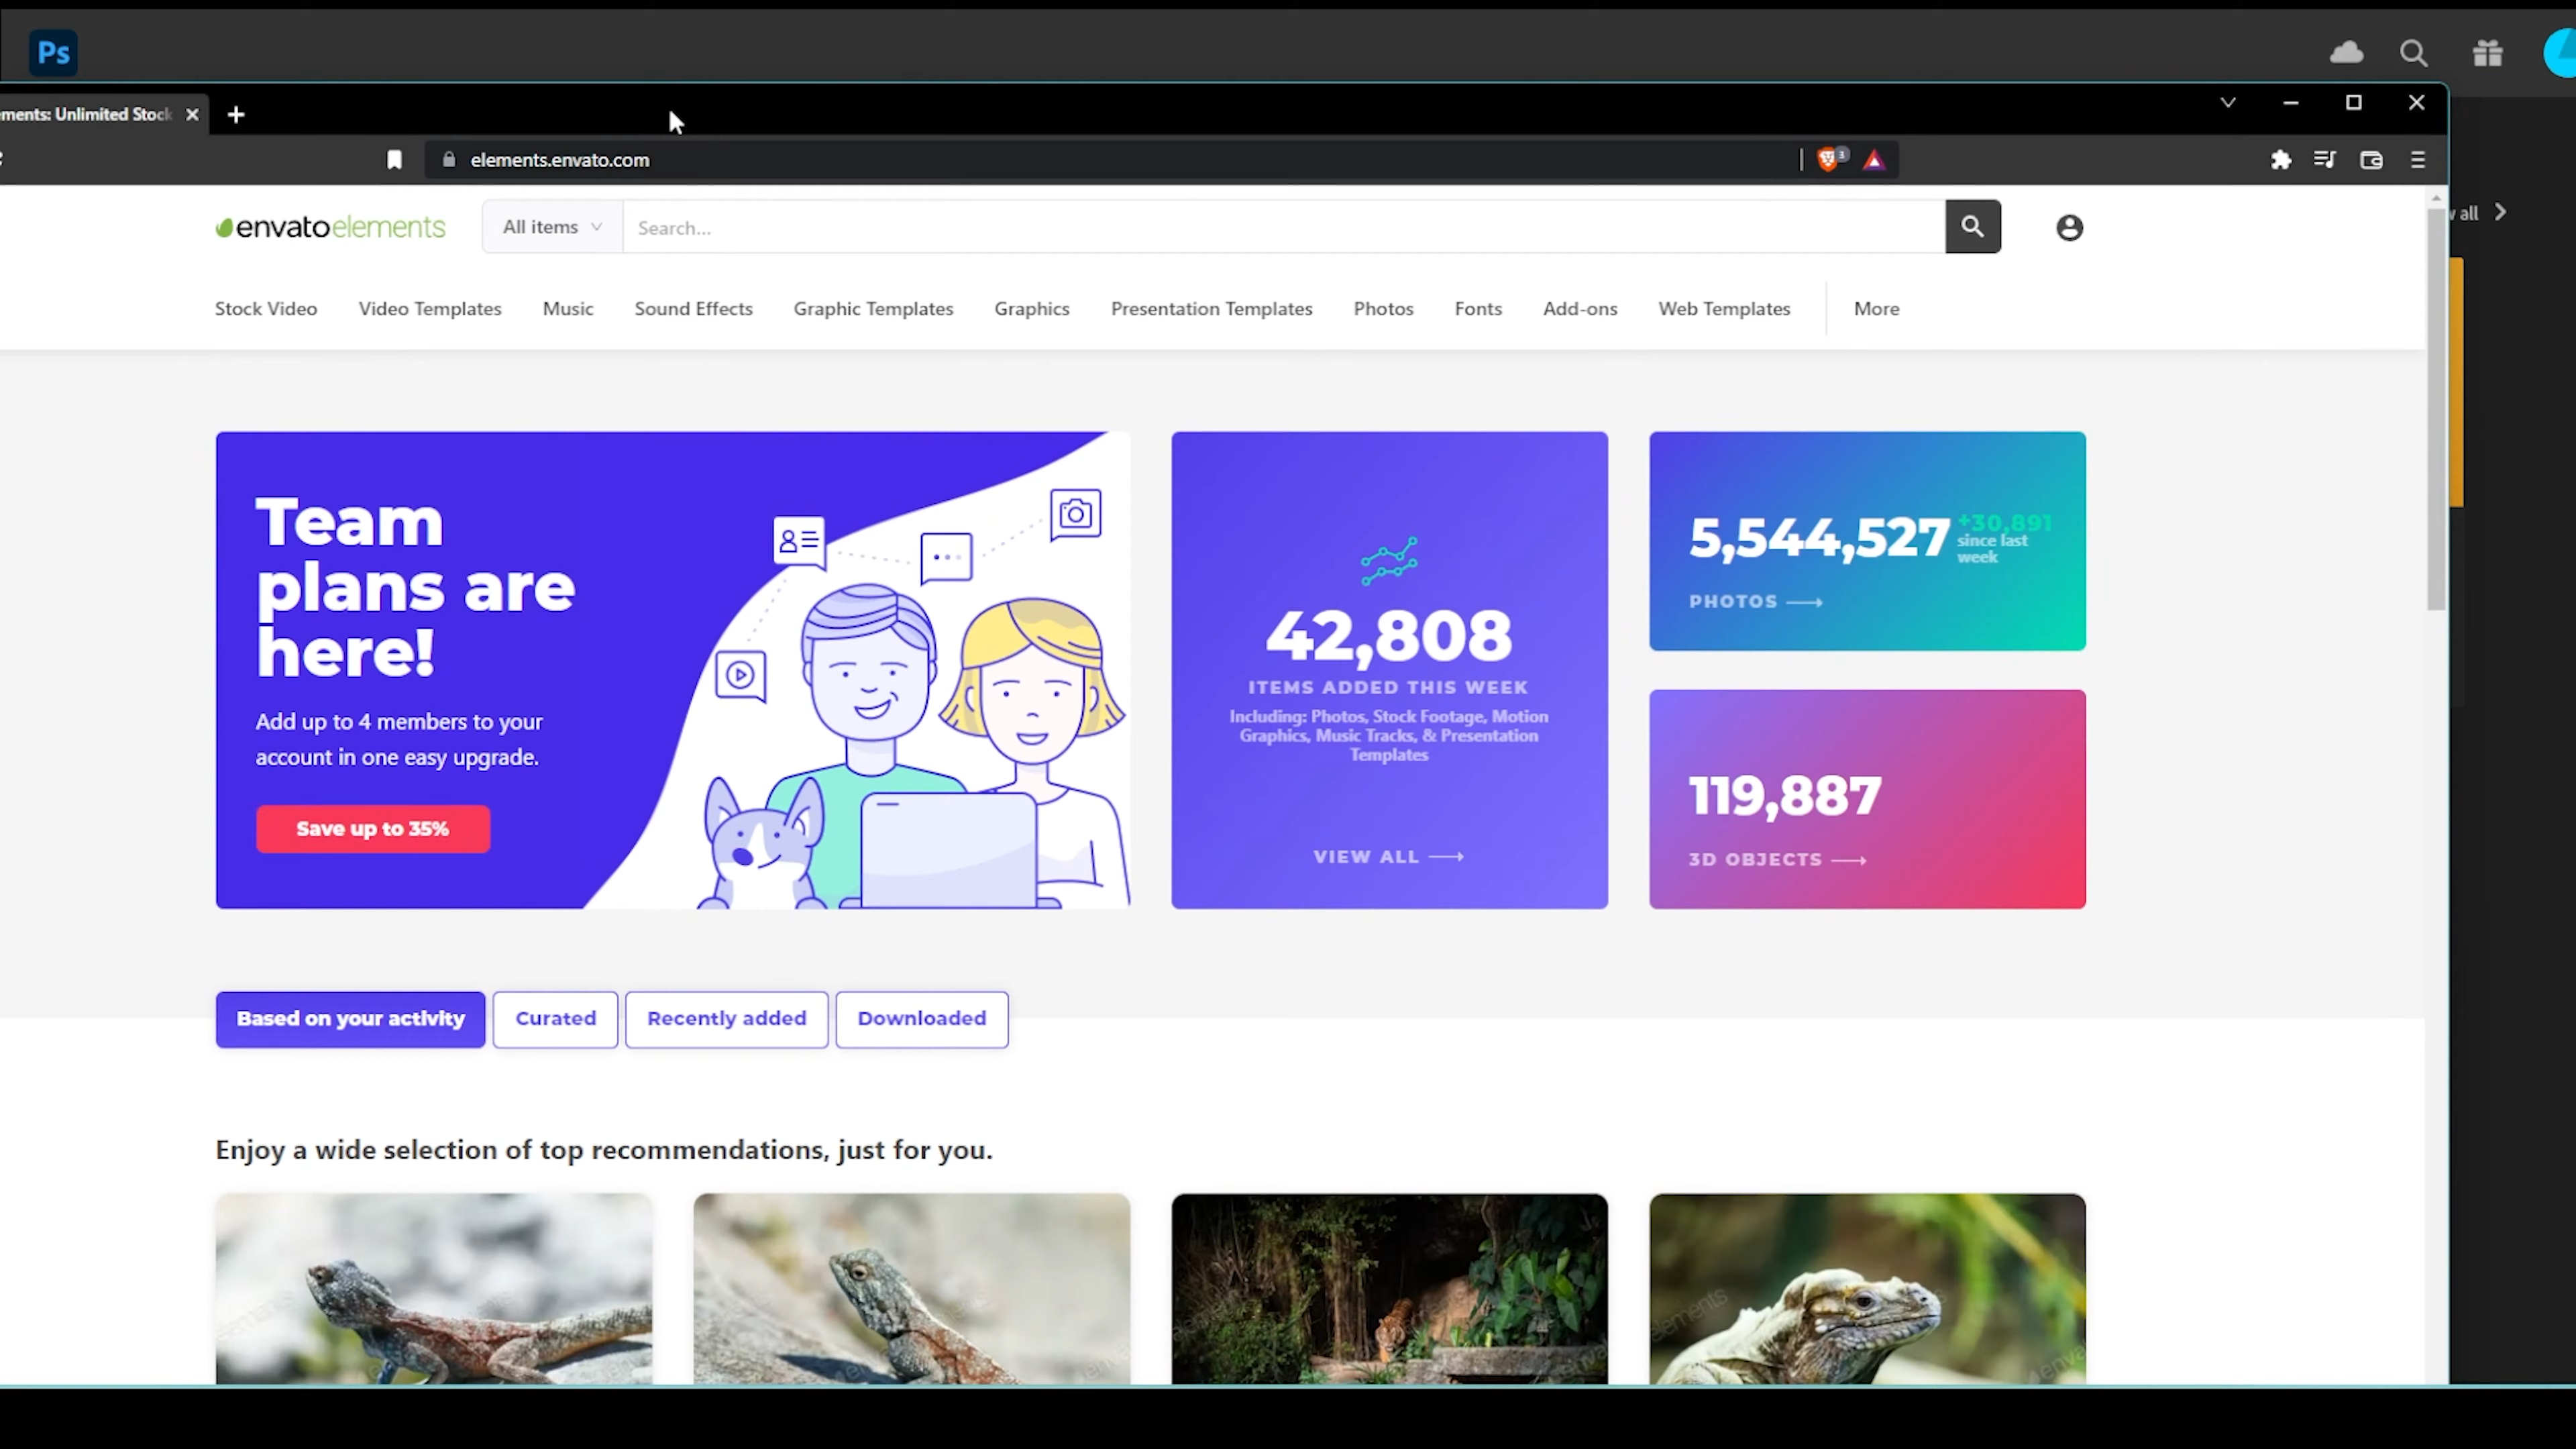 Ps
ements: Unlimited Stock
elements.envato.com
3
envatoelements
All items
Search...
all
Stock Video
Video Templates
Music
Sound Effects
Graphic Templates
Graphics
Presentation Templates
Photos
Fonts
Add-ons
Web Templates
More
Team
plans are
here!
Add up to 4 members to your
account in one easy upgrade.
Save up to 35%
42,808
ITEMS ADDED THIS WEEK
Including: Photos, Stock Footage, Motion
Graphics, Music Tracks, & Presentation
Templates
VIEW ALL
5,544,527
+30,891
since last
week
PHOTOS
119,887
3D OBJECTS
Based on your activity
Curated
Recently added
Downloaded
Enjoy a wide selection of top recommendations, just for you.